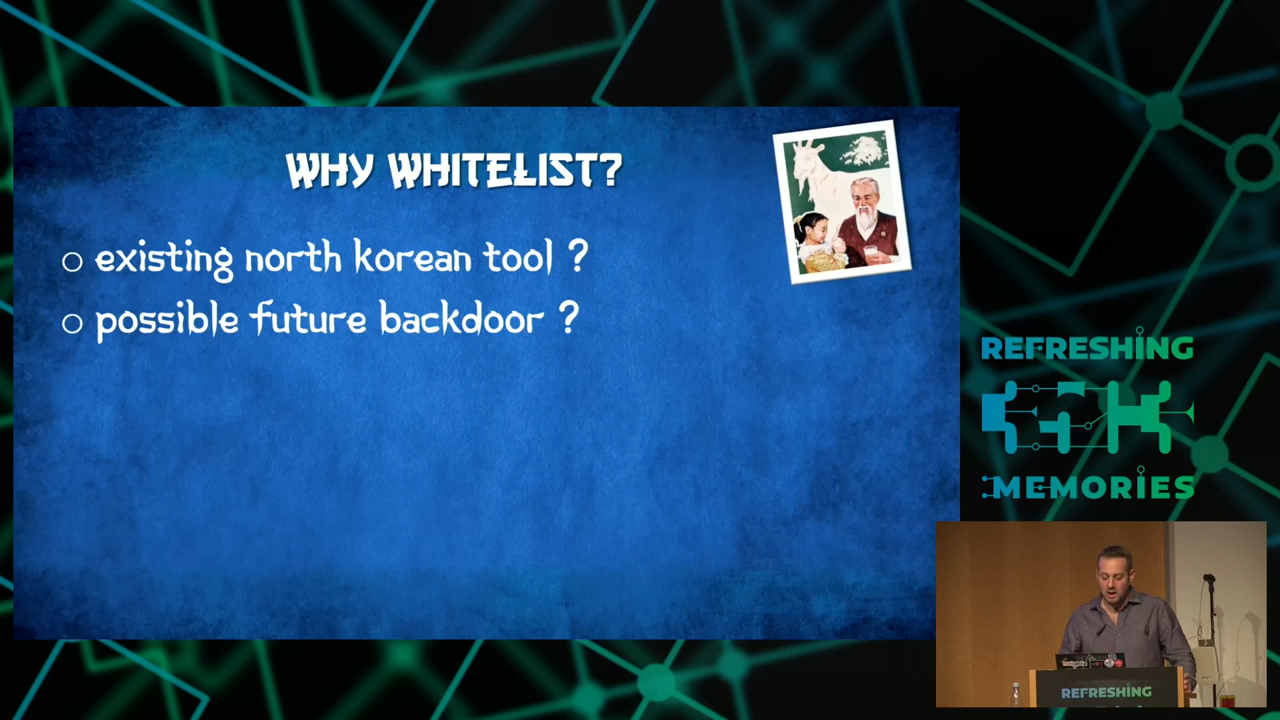 WHY WHITELIST?
existing north korean tool ?
possible future backdoor ?
REFRESHING
MEMORIES
REFRESHING